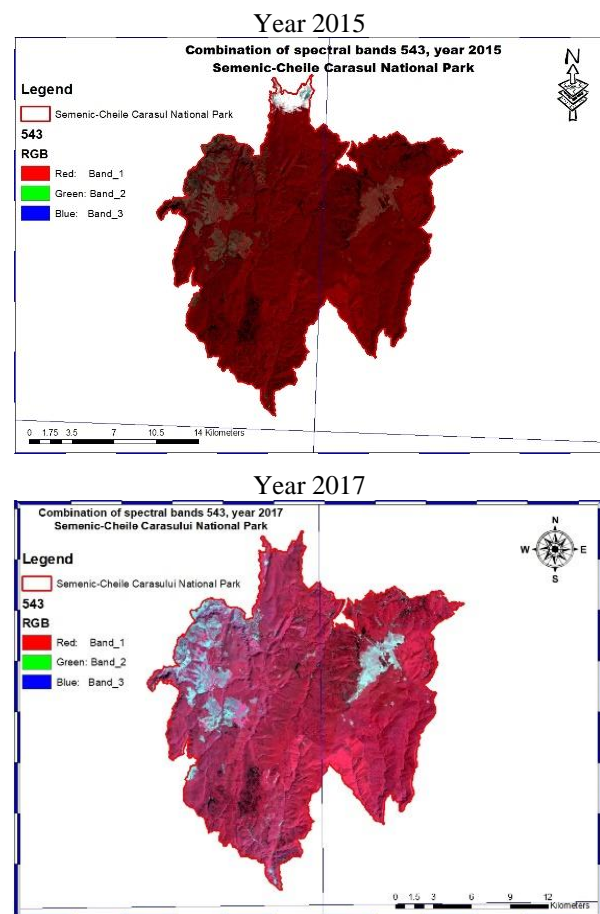 Year 2015
Combination of spectral bands 543, year 2015
Semenic-Cheile Carasul National Park
N
Legend
Semenic-Cheile Carasul National Park
543
RGB
Red: Band_1
Green: Band_2
Blue: Band_3
0 1.75 3.5 7 10.5 14 Kilometers
Year 2017
Combination of spectral bands 543, year 2017
Semenic-Cheile Carasului National Park
N
W E
S
Legend
Semenic-Cheile Carasului National Park
543
RGB
Red: Band_1
Green: Band_2
Blue: Band_3
0 1.5 3 6 9 12
Kilometers